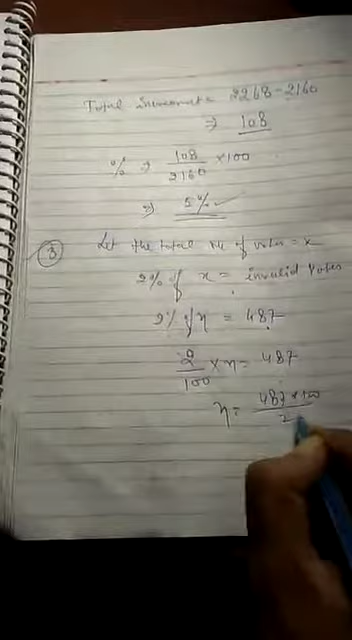 Total increment = 2268 - 2160
⇒ 108
% ⇒ 108/2160 × 100
⇒ 5% ✓
③ Let the total no of votes = x
2% of x = invalid votes
2% of x = 487
2/100 × x = 487
x = 487 × 100/2